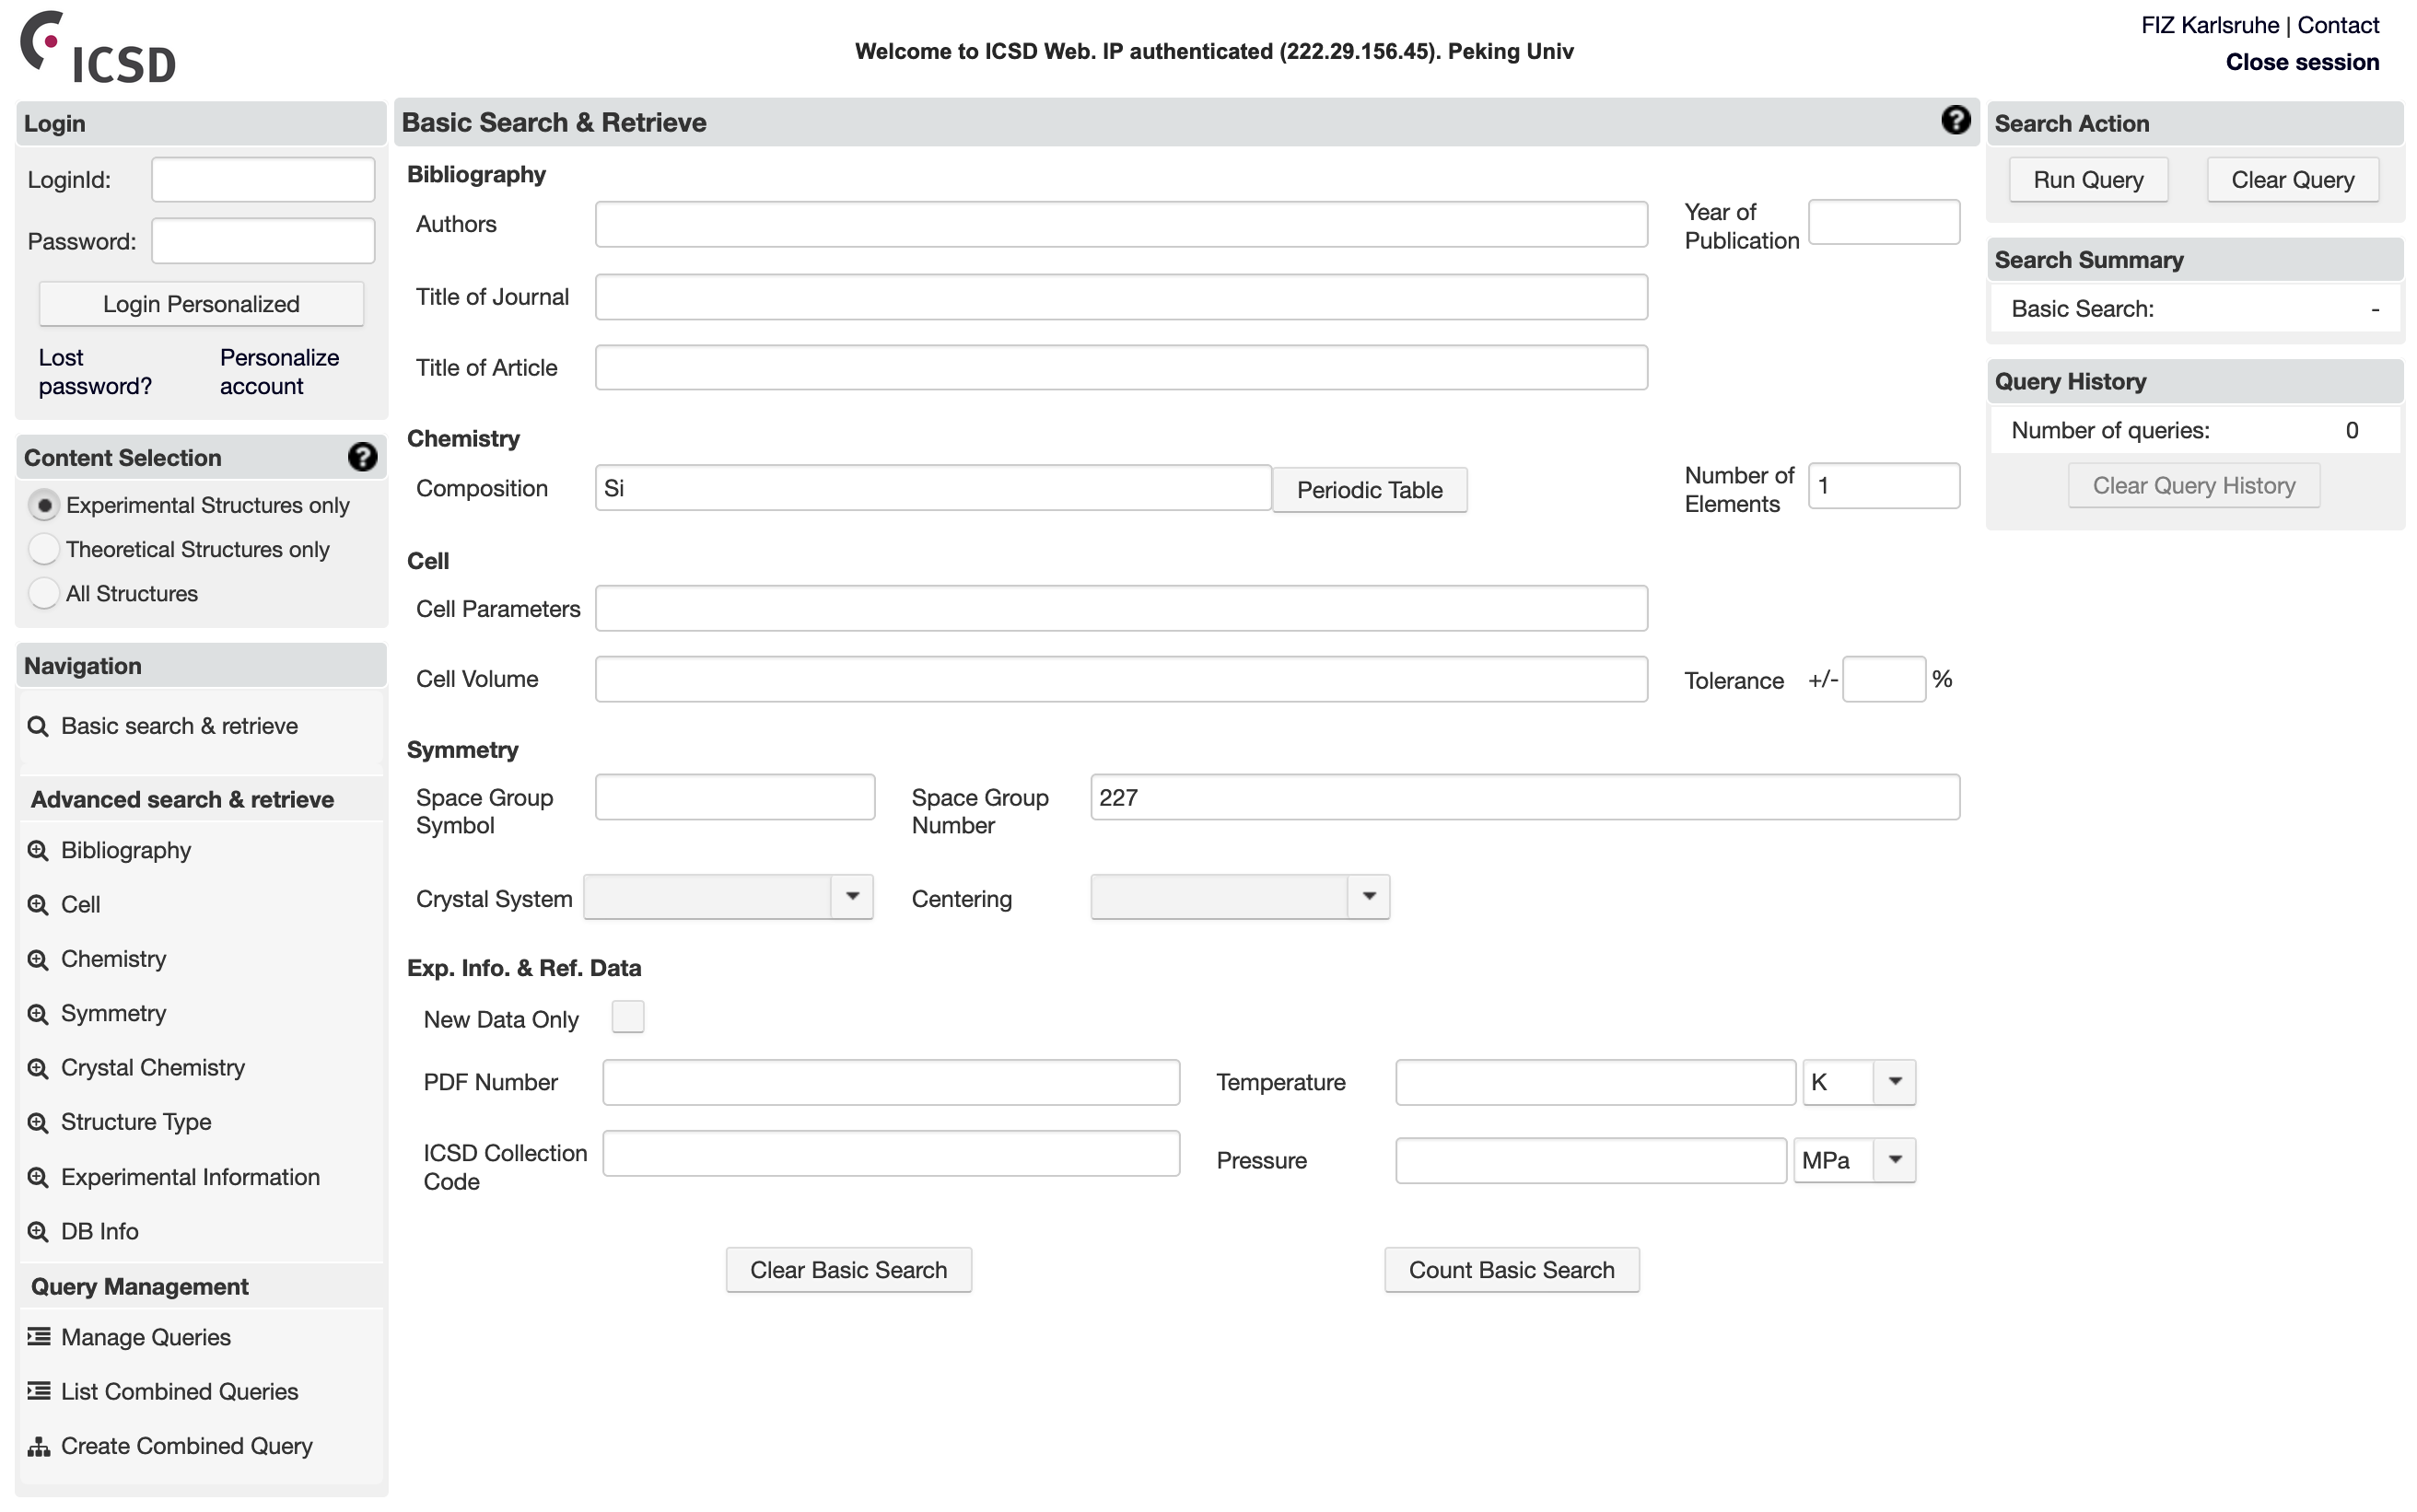 ICSD
Welcome to ICSD Web. IP authenticated (222.29.156.45). Peking Univ
FIZ Karlsruhe | Contact
Close session
Login
LoginId:
Password:
Login Personalized
Lost password?
Personalize account
Content Selection
Experimental Structures only
Theoretical Structures only
All Structures
Navigation
Basic search & retrieve
Advanced search & retrieve
Bibliography
Cell
Chemistry
Symmetry
Crystal Chemistry
Structure Type
Experimental Information
DB Info
Query Management
Manage Queries
List Combined Queries
Create Combined Query
Basic Search & Retrieve
Bibliography
Authors
Year of Publication
Title of Journal
Title of Article
Chemistry
Composition Si Periodic Table
Number of Elements 1
Cell
Cell Parameters
Cell Volume
Tolerance +/- %
Symmetry
Space Group Symbol
Space Group Number 227
Crystal System
Centering
Exp. Info. & Ref. Data
New Data Only
PDF Number
Temperature K
ICSD Collection Code
Pressure MPa
Clear Basic Search
Count Basic Search
Search Action
Run Query
Clear Query
Search Summary
Basic Search: -
Query History
Number of queries: 0
Clear Query History